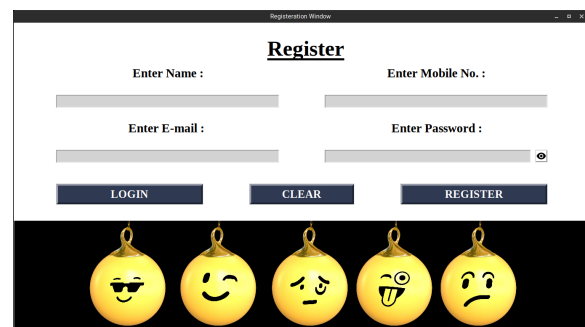 Registeration Window
Register
Enter Name :
Enter Mobile No. :
Enter E-mail :
Enter Password :
LOGIN
CLEAR
REGISTER